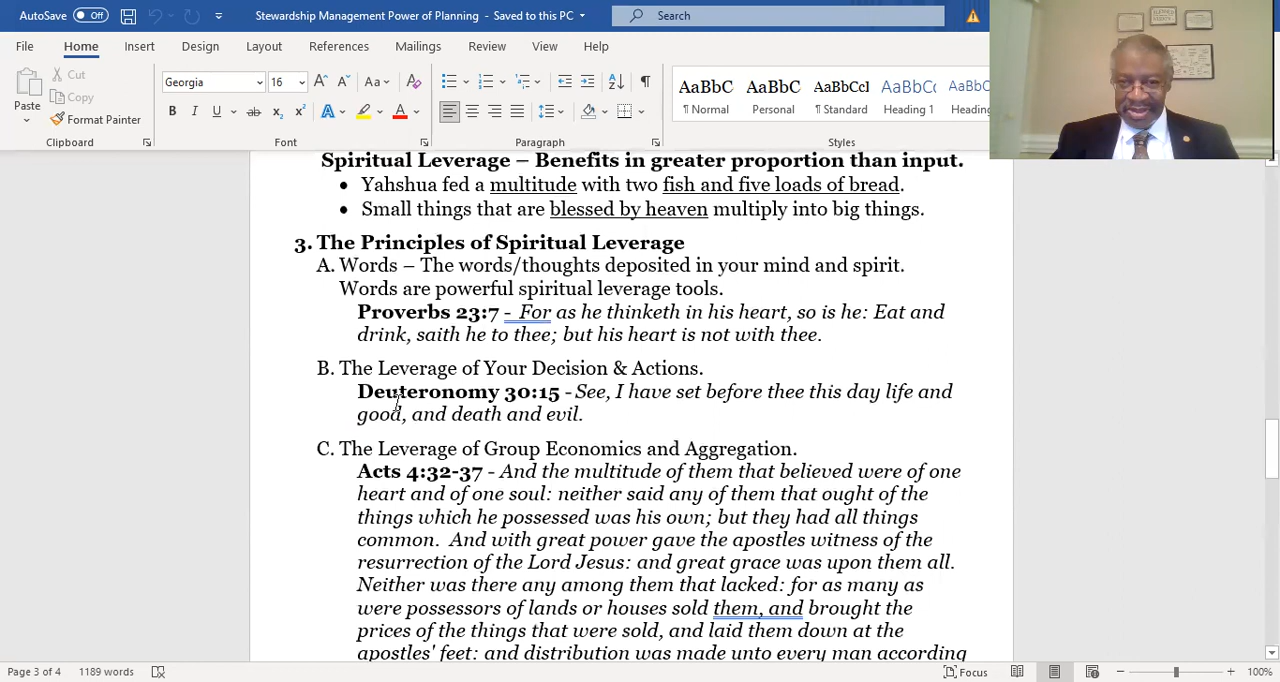 AutoSave Off Stewardship Management Power of Planning - Saved to this PC Search
File Home Insert Design Layout References Mailings Review View Help
Paste Cut Copy Format Painter
Georgia 16 Aa
B I U ab x₂ x² A A
AaBbC AaBbC AaBbCcI AaBbCc AaBbC
¶ Normal Personal ¶ Standard Heading 1 Heading
Clipboard Font Paragraph Styles
Spiritual Leverage – Benefits in greater proportion than input.
• Yahshua fed a multitude with two fish and five loads of bread.
• Small things that are blessed by heaven multiply into big things.
3. The Principles of Spiritual Leverage
A. Words – The words/thoughts deposited in your mind and spirit.
Words are powerful spiritual leverage tools.
Proverbs 23:7 - For as he thinketh in his heart, so is he: Eat and
drink, saith he to thee; but his heart is not with thee.
B. The Leverage of Your Decision & Actions.
Deuteronomy 30:15 - See, I have set before thee this day life and
good, and death and evil.
C. The Leverage of Group Economics and Aggregation.
Acts 4:32-37 - And the multitude of them that believed were of one
heart and of one soul: neither said any of them that ought of the
things which he possessed was his own; but they had all things
common. And with great power gave the apostles witness of the
resurrection of the Lord Jesus: and great grace was upon them all.
Neither was there any among them that lacked: for as many as
were possessors of lands or houses sold them, and brought the
prices of the things that were sold, and laid them down at the
apostles' feet: and distribution was made unto every man according
Page 3 of 4 1189 words Focus 100%